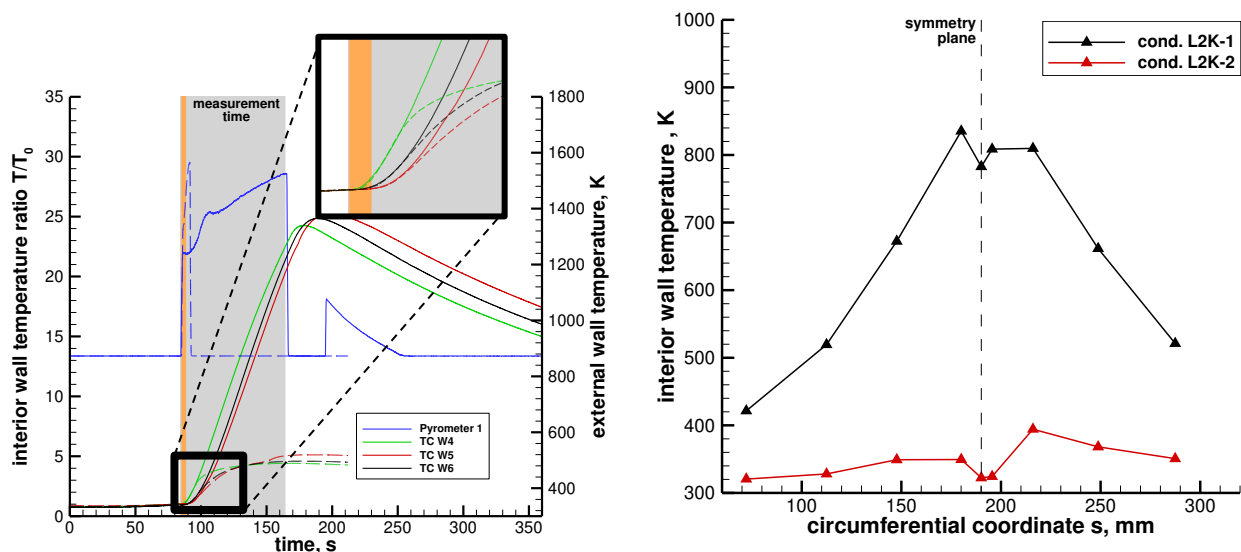 measurement
time
interior wall temperature ratio T/T0
35
30
25
20
15
10
5
0
0
50
100
150
200
250
300
350
time, s
1800
1600
1400
1200
1000
800
600
400
external wall temperature, K
Pyrometer 1
TC W4
TC W5
TC W6
symmetry
plane
cond. L2K-1
cond. L2K-2
interior wall temperature , K
1000
900
800
700
600
500
400
300
100
200
300
circumferential coordinate s, mm